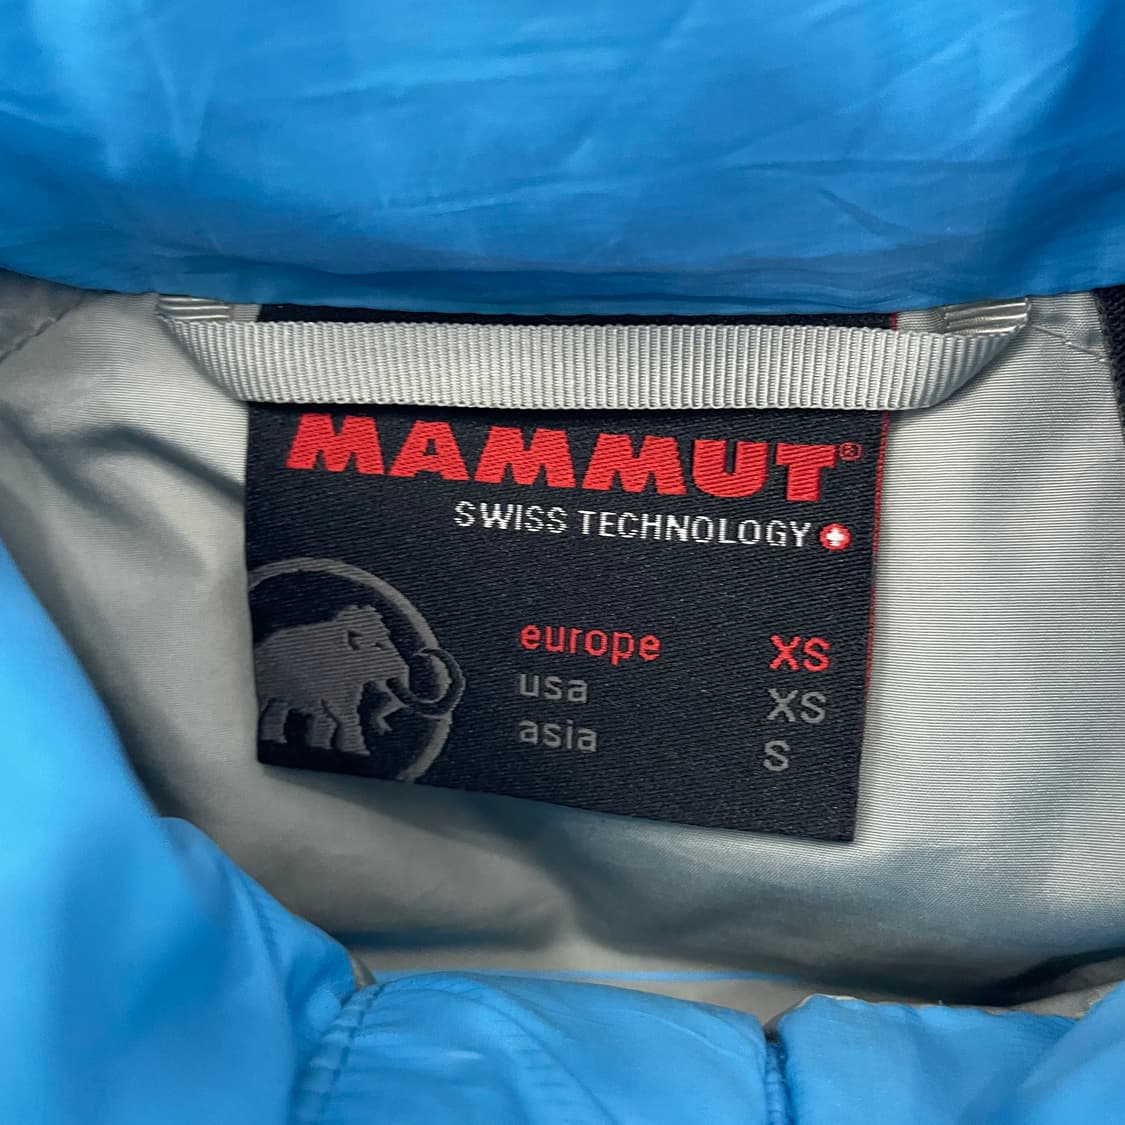 MAMMUT®
SWISS TECHNOLOGY
europe XS
usa XS
asia S